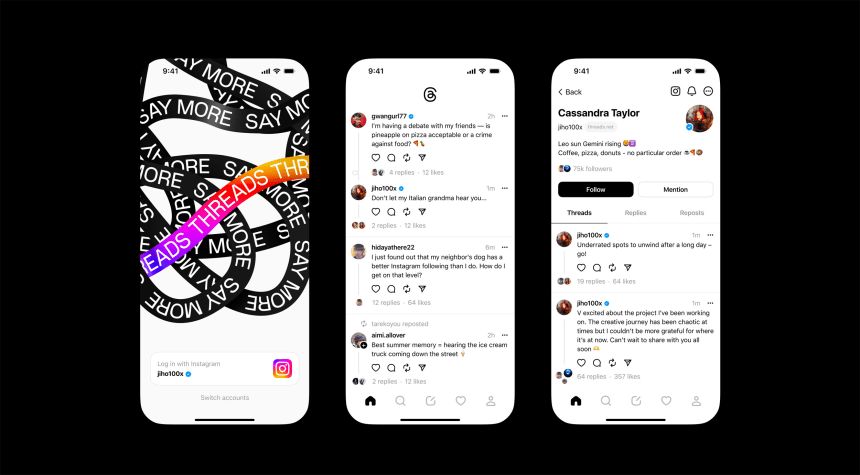 9:41
SAY MORE
SAY MORE
SAY MORE
SAY MORE
THREADS
THREADS
SAY MORE
SAY MORE
SAY MORE
Log in with Instagram
jiho100x
Switch accounts
9:41
gwangurl77 2h
I'm having a debate with my friends — is
pineapple on pizza acceptable or a crime
against food? 🍕🍍
4 replies · 12 likes
jiho100x 1m
Don't let my Italian grandma hear you...
2 replies · 12 likes
hidayathere22 6m
I just found out that my neighbor's dog has a
better Instagram following than I do. How do I
get on that level?
12 replies · 64 likes
tarekoyou reposted
aimi.allover 2h
Best summer memory = hearing the ice cream
truck coming down the street 🍦
2 replies · 12 likes
9:41
Back
Cassandra Taylor
jiho100x threads.net
Leo sun Gemini rising
Coffee, pizza, donuts - no particular order ☕🍕🍩
75k followers
Follow
Mention
Threads
Replies
Reposts
jiho100x 1m
Underrated spots to unwind after a long day –
go!
19 replies · 64 likes
jiho100x 1m
V excited about the project I've been working
on. The creative journey has been chaotic at
times but I couldn't be more grateful for where
it's at now. Can't wait to share with you all
soon 🫶
64 replies · 357 likes